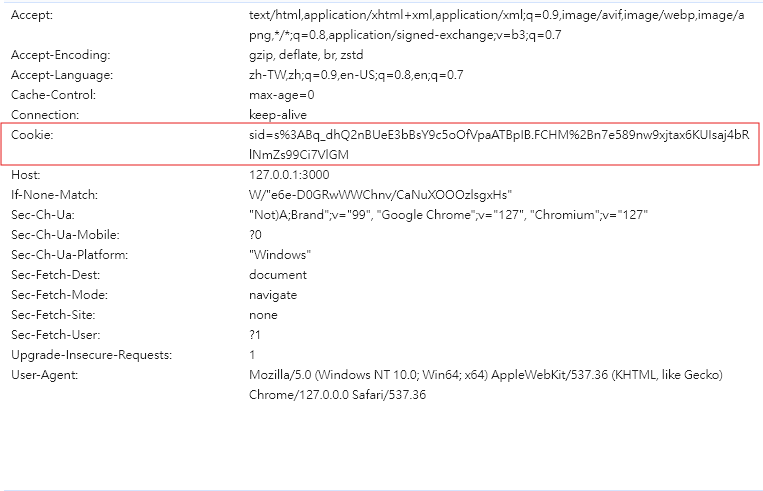 Accept: text/html,application/xhtml+xml,application/xml;q=0.9,image/avif,image/webp,image/a
png,*/*;q=0.8,application/signed-exchange;v=b3;q=0.7
Accept-Encoding: gzip, deflate, br, zstd
Accept-Language: zh-TW,zh;q=0.9,en-US;q=0.8,en;q=0.7
Cache-Control: max-age=0
Connection: keep-alive
Cookie: sid=s%3ABq_dhQ2nBUeE3bBsY9c5oOfVpaATBpIB.FCHM%2Bn7e589nw9xjtax6KUIsaj4bR
lNmZs99Ci7VlGM
Host: 127.0.0.1:3000
If-None-Match: W/"e6e-D0GRwWWChnv/CaNuXOOOzlsgxHs"
Sec-Ch-Ua: "Not)A;Brand";v="99", "Google Chrome";v="127", "Chromium";v="127"
Sec-Ch-Ua-Mobile: ?0
Sec-Ch-Ua-Platform: "Windows"
Sec-Fetch-Dest: document
Sec-Fetch-Mode: navigate
Sec-Fetch-Site: none
Sec-Fetch-User: ?1
Upgrade-Insecure-Requests: 1
User-Agent: Mozilla/5.0 (Windows NT 10.0; Win64; x64) AppleWebKit/537.36 (KHTML, like Gecko)
Chrome/127.0.0.0 Safari/537.36